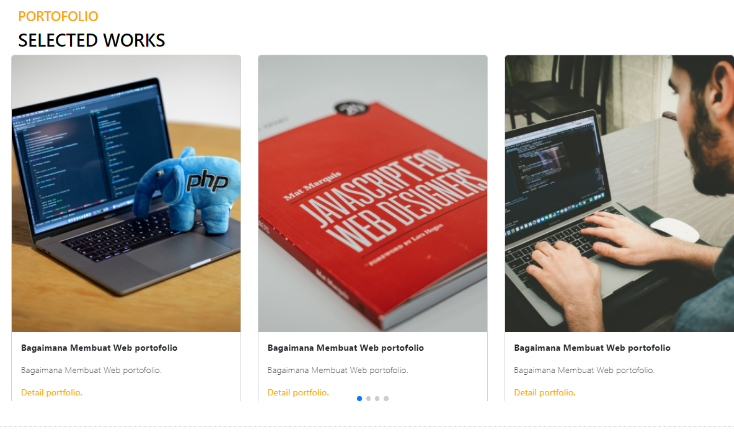 PORTOFOLIO
SELECTED WORKS
php
Mat Marquis
JAVASCRIPT FOR
WEB DESIGNERS
FOREWORD BY Lara Hogan
Mat Marquis
Bagaimana Membuat Web portofolio
Bagaimana Membuat Web portofolio.
Detail portfolio.
Bagaimana Membuat Web portofolio
Bagaimana Membuat Web portofolio.
Detail portfolio.
Bagaimana Membuat Web portofolio
Bagaimana Membuat Web portofolio.
Detail portfolio.